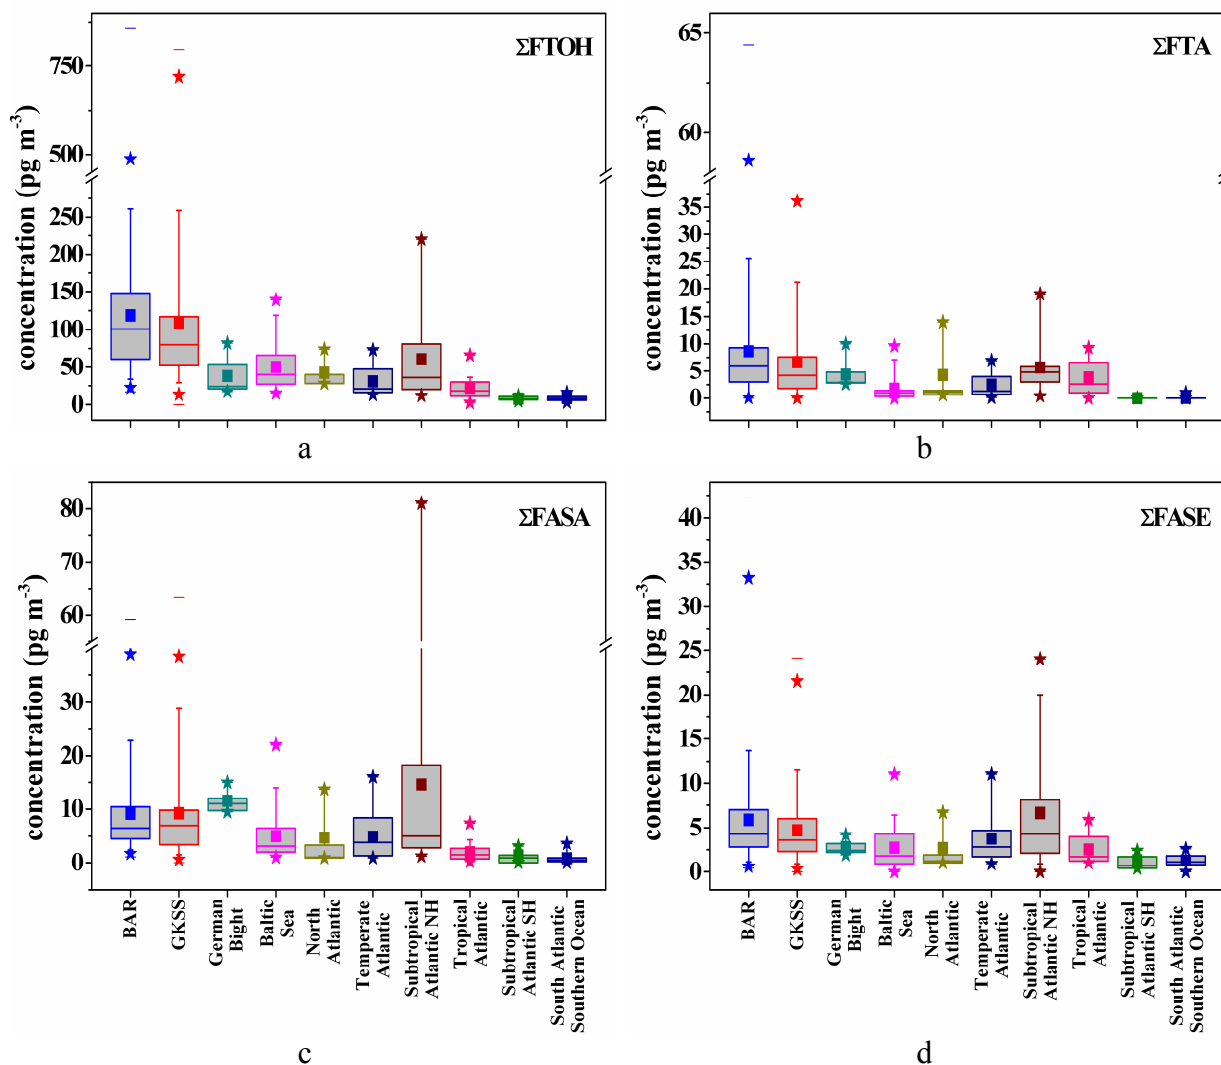 ΣFTOH
concentration (pg m-3)
750
500
250
200
150
100
50
0
a
ΣFTA
concentration (pg m-3)
65
60
35
30
25
20
15
10
5
0
b
ΣFASA
concentration (pg m-3)
80
70
60
30
20
10
0
BAR
GKSS
German
Bight
Baltic
Sea
North
Atlantic
Temperate
Atlantic
Subtropical
Atlantic NH
Tropical
Atlantic
Subtropical
Atlantic SH
South Atlantic
Southern Ocean
c
ΣFASE
concentration (pg m-3)
40
35
30
25
20
15
10
5
0
BAR
GKSS
German
Bight
Baltic
Sea
North
Atlantic
Temperate
Atlantic
Subtropical
Atlantic NH
Tropical
Atlantic
Subtropical
Atlantic SH
South Atlantic
Southern Ocean
d